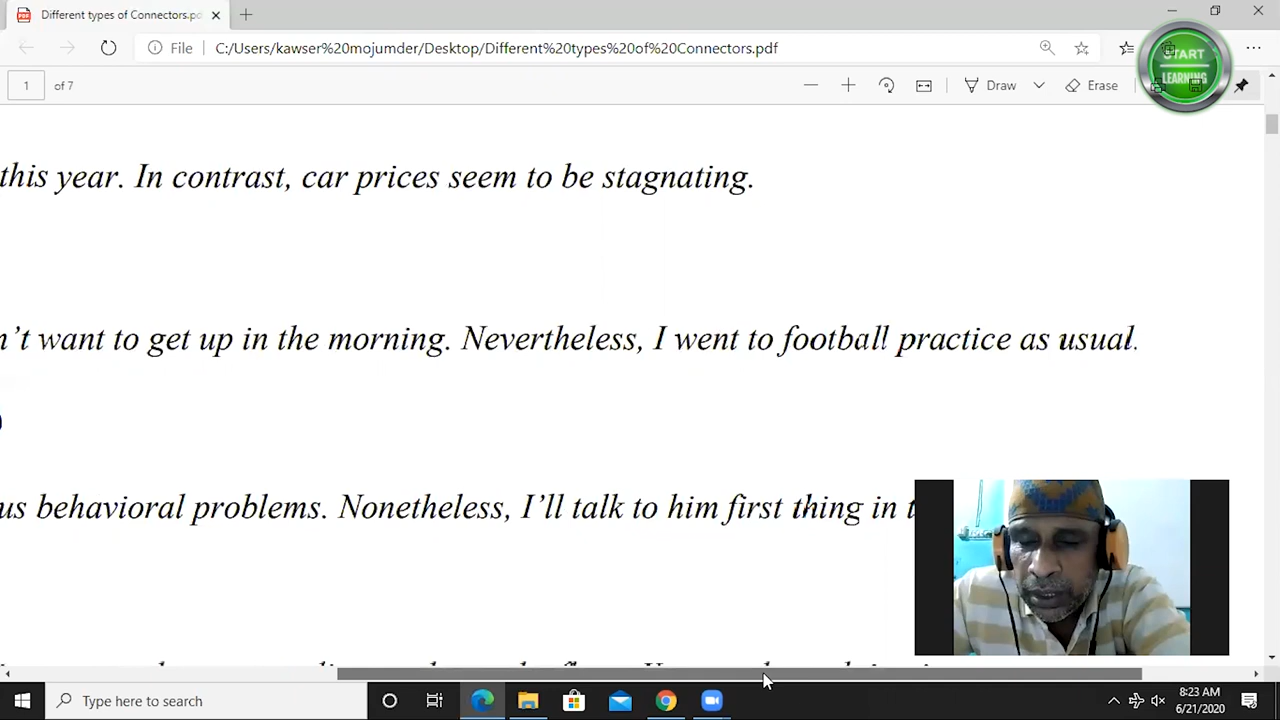 Different types of Connectors.pd
File
C:/Users/kawser%20mojumder/Desktop/Different%20types%20of%20Connectors.pdf
START
LEARNING
1 of 7
Draw
Erase
this year. In contrast, car prices seem to be stagnating.
n't want to get up in the morning. Nevertheless, I went to football practice as usual.
us behavioral problems. Nonetheless, I'll talk to him first thing in t
Type here to search
8:23 AM
6/21/2020